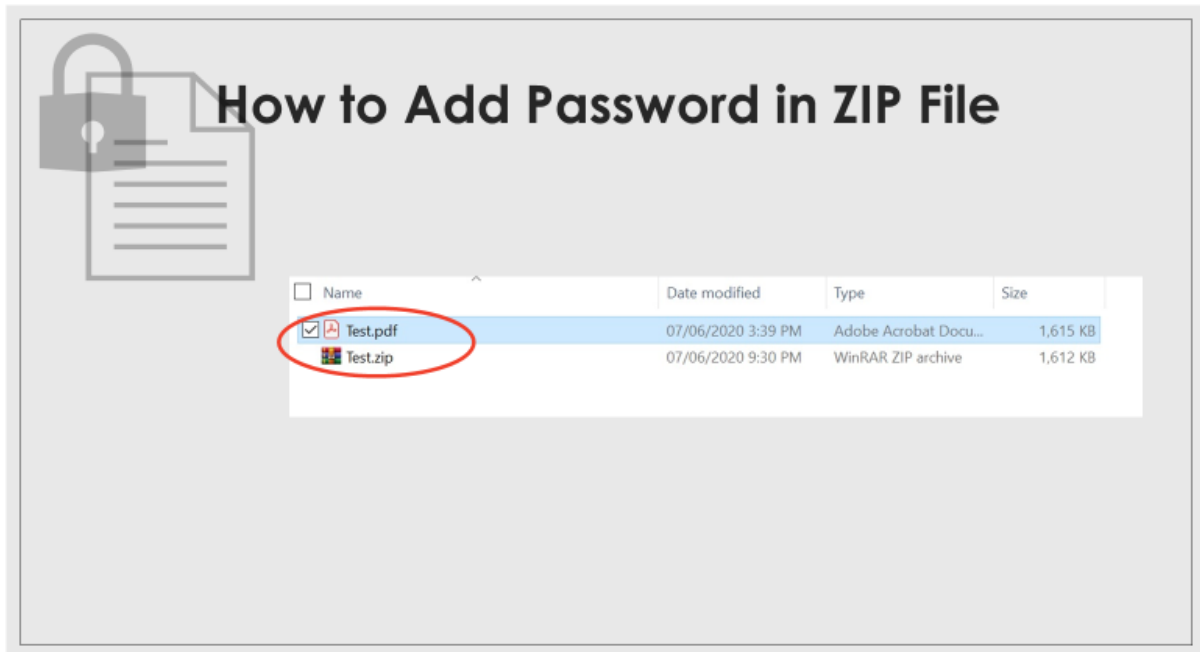 How to Add Password in ZIP File
Name Date modified Type Size
Test.pdf 07/06/2020 3:39 PM Adobe Acrobat Docu... 1,615 KB
Test.zip 07/06/2020 9:30 PM WinRAR ZIP archive 1,612 KB